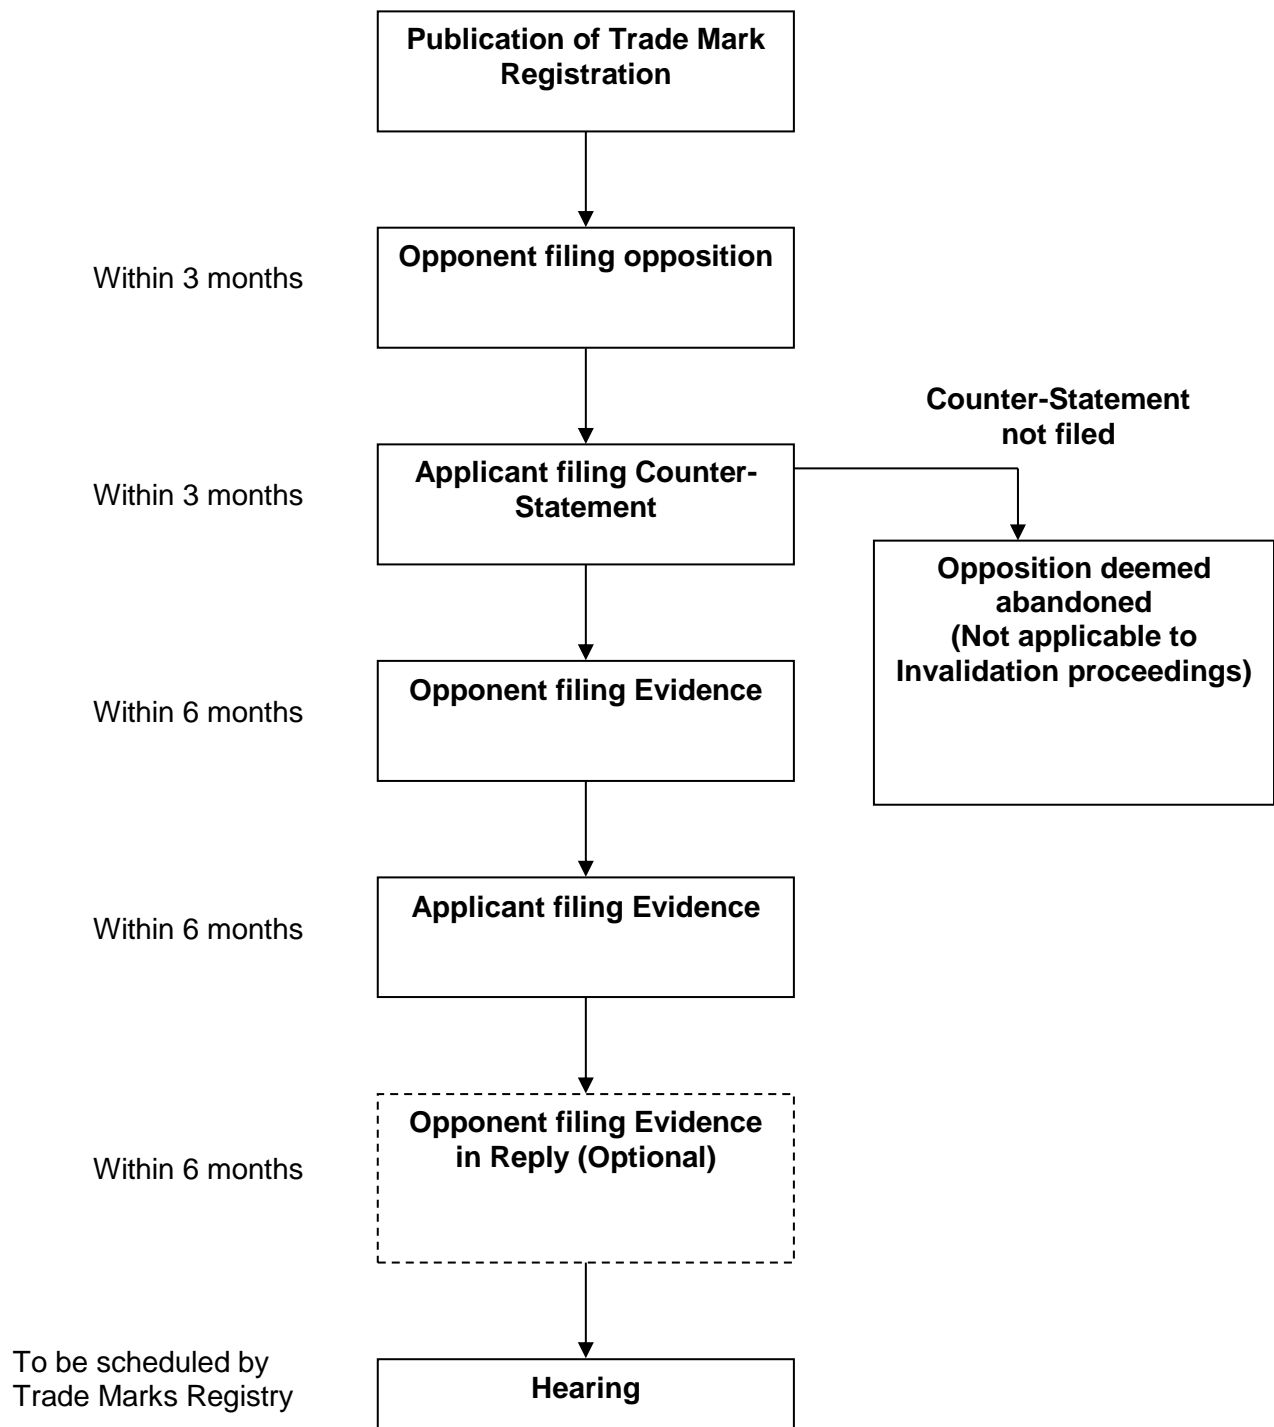 Publication of Trade Mark
Registration
Within 3 months
Opponent filing opposition
Within 3 months
Applicant filing Counter-
Statement
Counter-Statement
not filed
Opposition deemed
abandoned
(Not applicable to
Invalidation proceedings)
Within 6 months
Opponent filing Evidence
Within 6 months
Applicant filing Evidence
Within 6 months
Opponent filing Evidence
in Reply (Optional)
To be scheduled by
Trade Marks Registry
Hearing